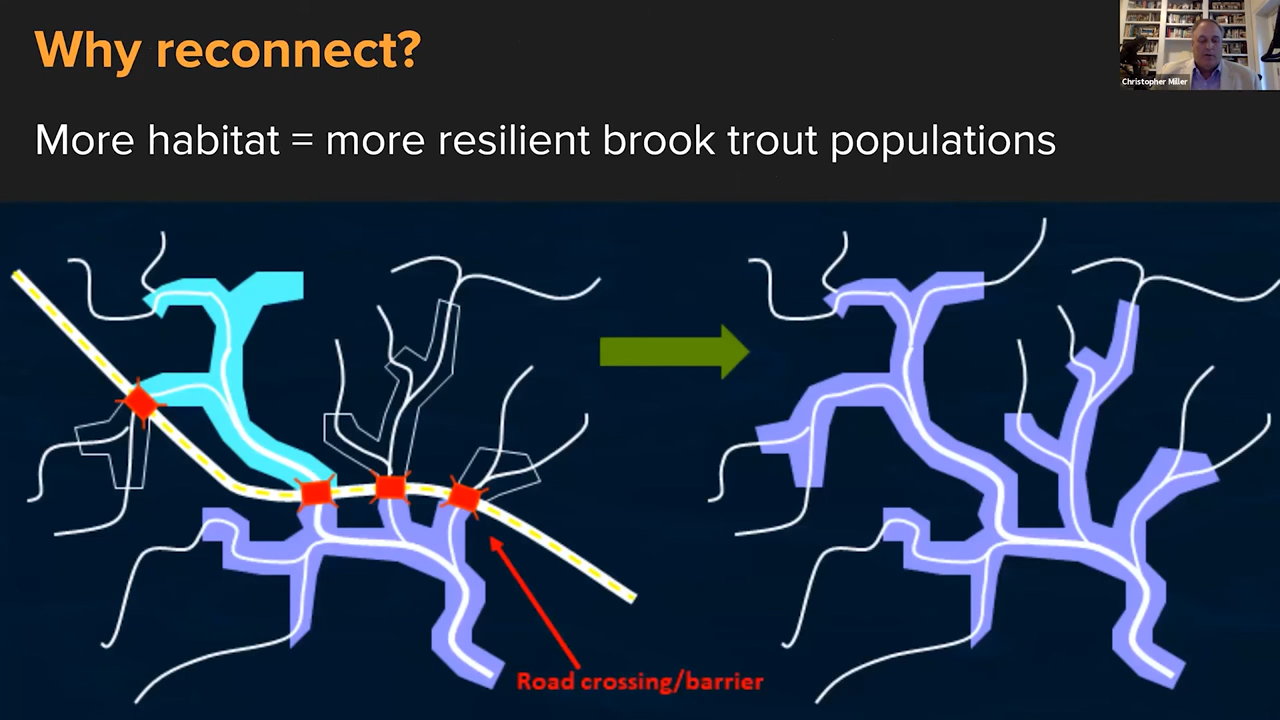 Why reconnect?
Christopher Miller
More habitat = more resilient brook trout populations
Road crossing/barrier